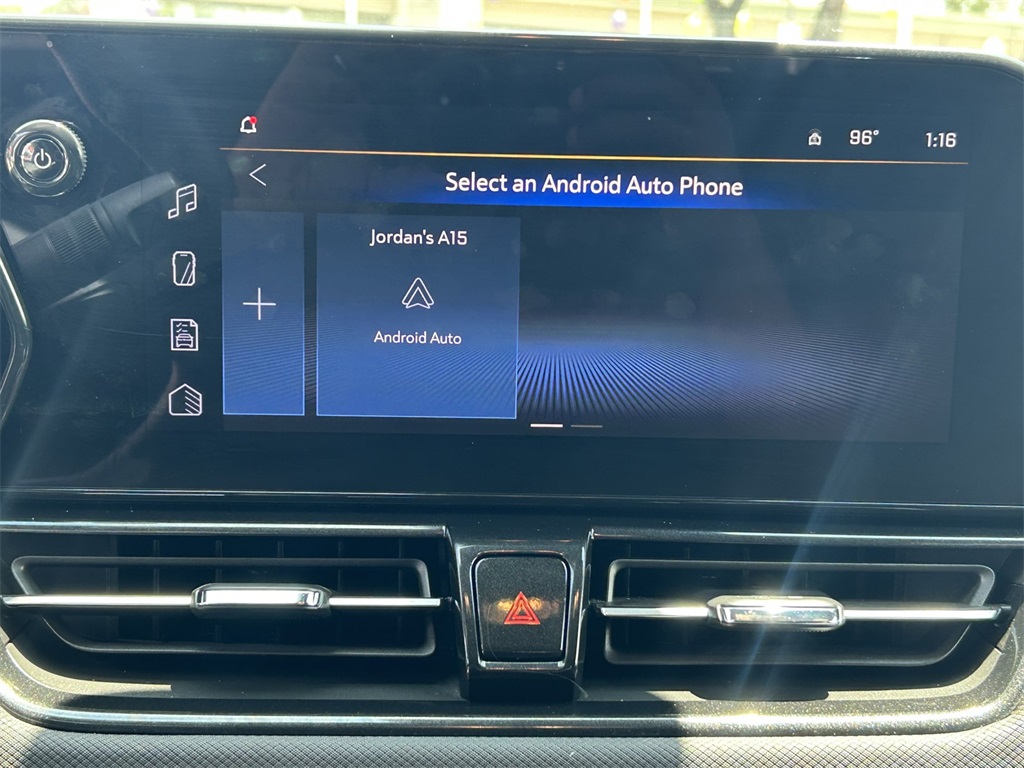 96° 1:16
Select an Android Auto Phone
Jordan's A15
Android Auto